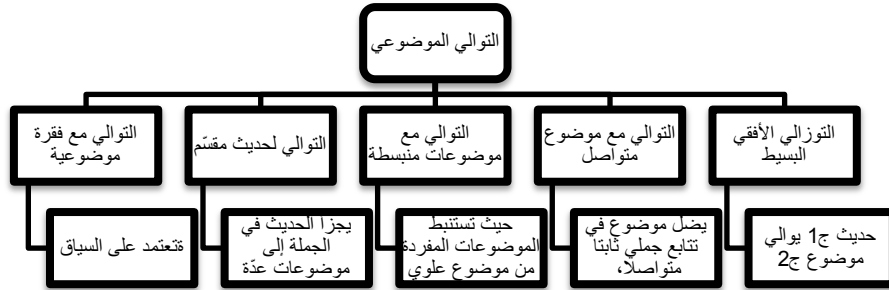 التوالي الموضوعي
التوزالي الأفقي
البسيط
التوالي مع موضوع
متواصل
التوالي مع
موضوعات منبسطة
التوالي لحديث مقسّم
التوالي مع فقرة
موضوعية
حديث ج1 يوالي
موضوع ج2
يضل موضوع في
تتابع جملي ثابتا
متواصلا،
حيث تستنبط
الموضوعات المفردة
من موضوع علوي
يجزا الحديث في
الجملة إلى
موضوعات عدّة
ةتعتمد على السياق